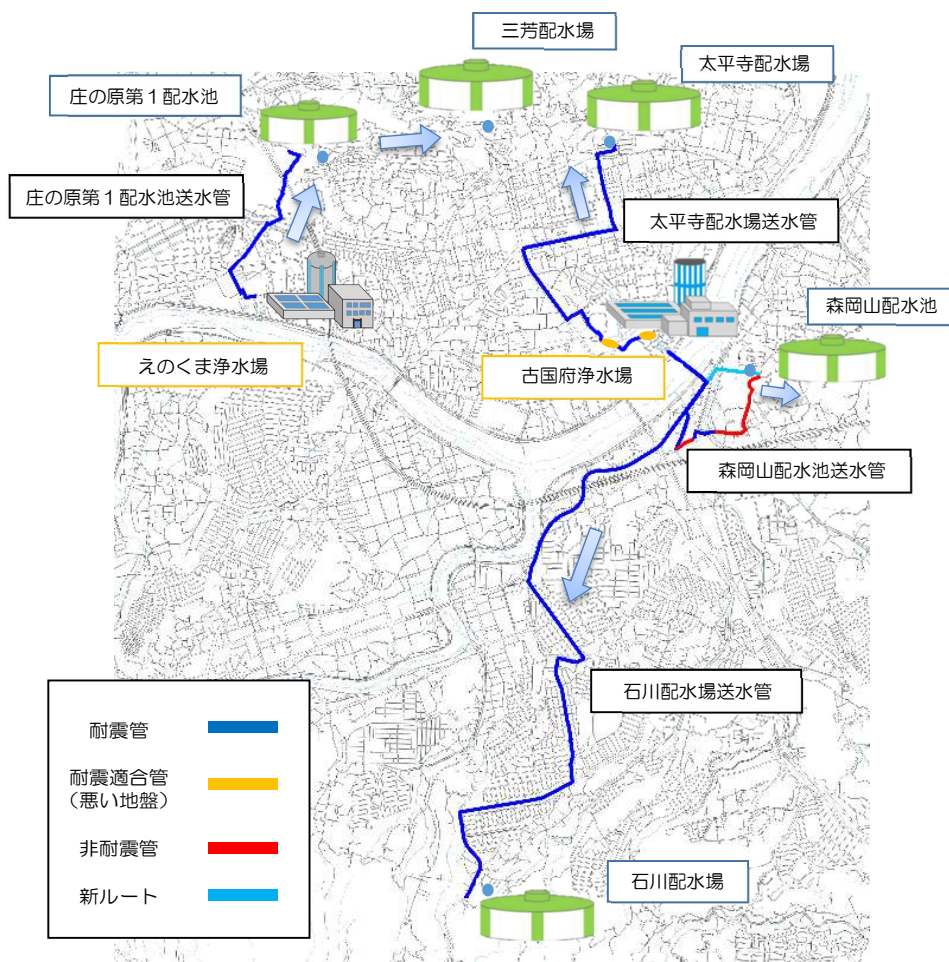 三芳配水場
太平寺配水場
庄の原第１配水池
庄の原第１配水池送水管
太平寺配水場送水管
森岡山配水池
えのくま浄水場
古国府浄水場
森岡山配水池送水管
石川配水場送水管
耐震管
耐震適合管
（悪い地盤）
非耐震管
新ルート
石川配水場